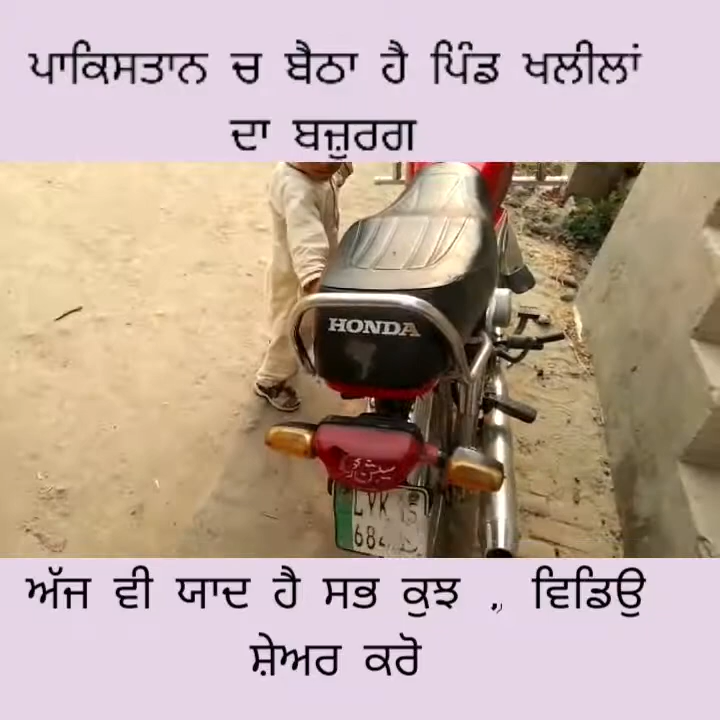 ਪਾਕਿਸਤਾਨ ਚ ਬੈਠਾ ਹੈ ਪਿੰਡ ਖਲੀਲਾਂ
ਦਾ ਬਜ਼ੁਰਗ
HONDA
ਅੱਜ ਵੀ ਯਾਦ ਹੈ ਸਭ ਕੁਝ ,, ਵਿਡਿਉ
ਸ਼ੇਅਰ ਕਰੋ